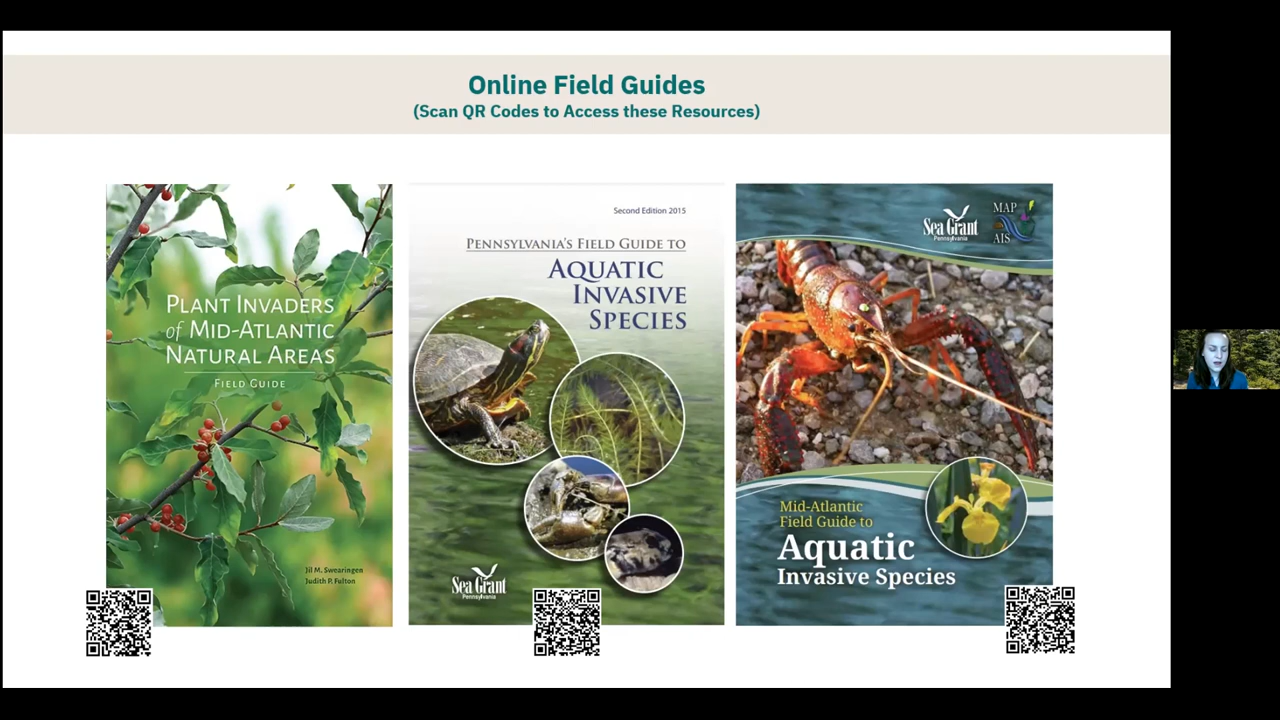 Online Field Guides
(Scan QR Codes to Access these Resources)
PLANT INVADERS
of MID-ATLANTIC
NATURAL AREAS
FIELD GUIDE
Jil M. Swearingen
Judith P. Fulton
Second Edition 2015
PENNSYLVANIA'S FIELD GUIDE TO
AQUATIC
INVASIVE
SPECIES
Sea Grant
Pennsylvania
Sea Grant
Pennsylvania
MAP
AIS
Mid-Atlantic
Field Guide to
Aquatic
Invasive Species